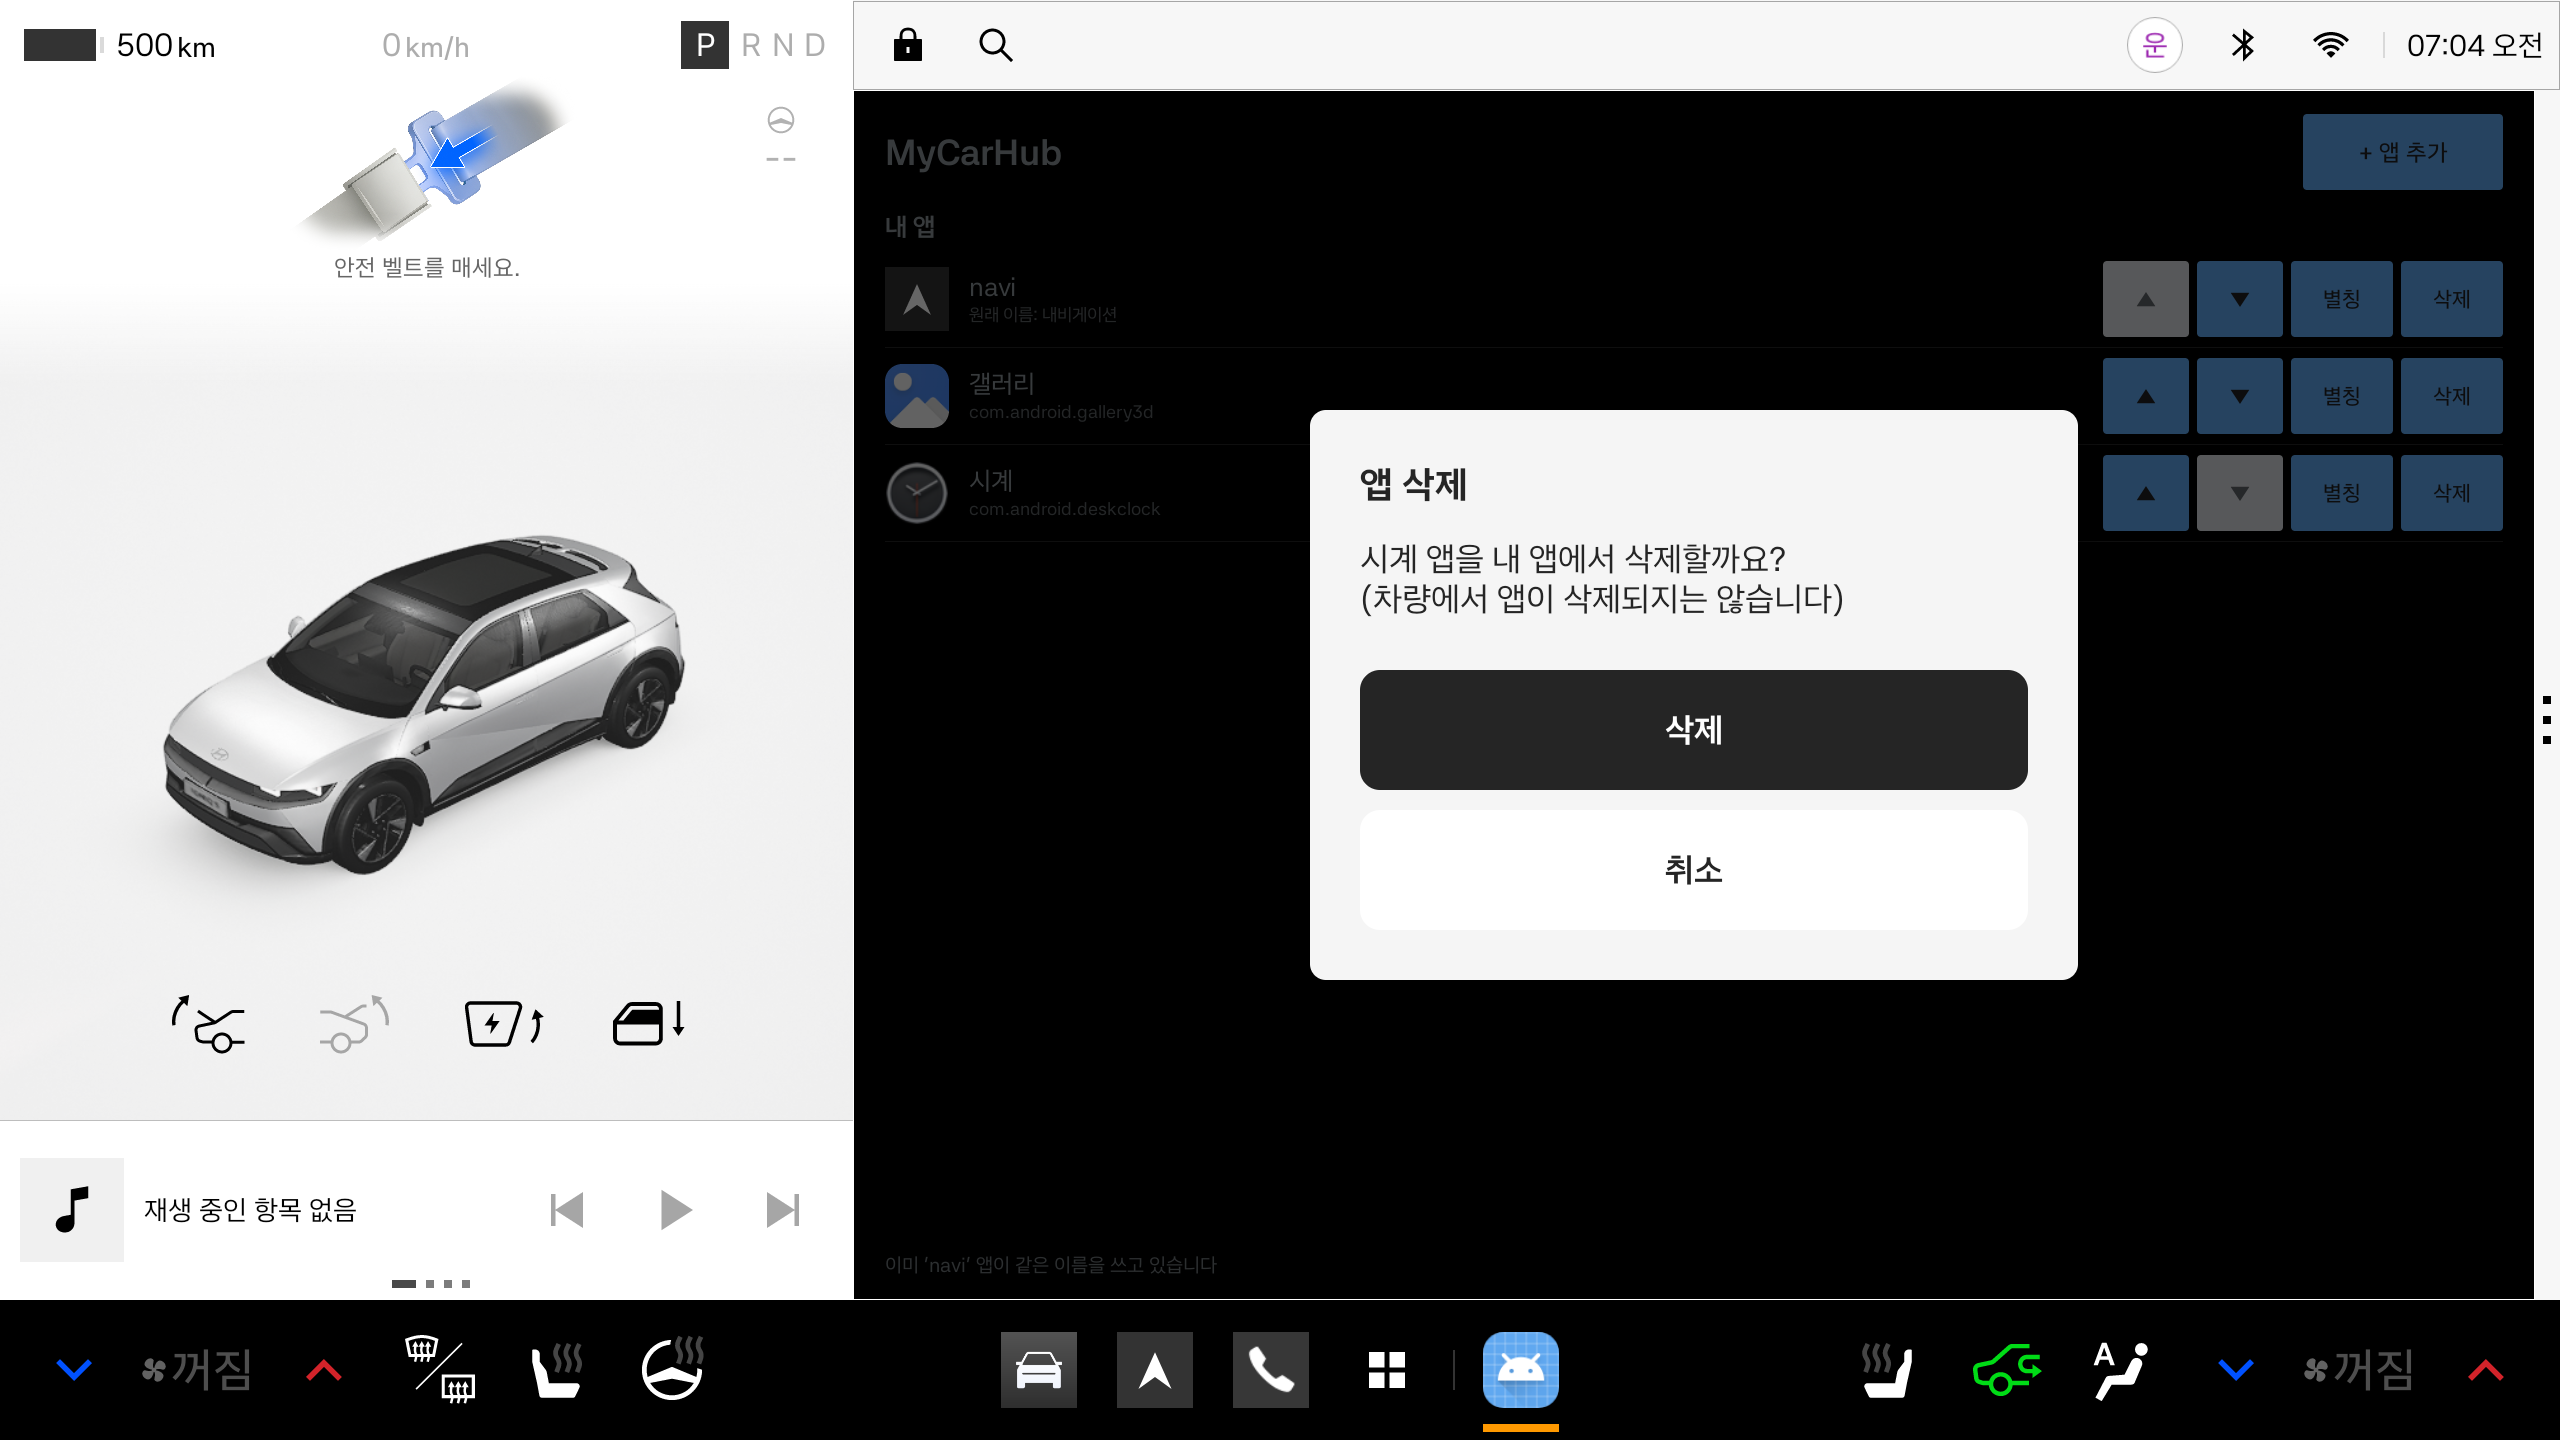 500 km
0 km/h
P R N D
안전 벨트를 매세요.
재생 중인 항목 없음
운
07:04 오전
MyCarHub
+ 앱 추가
내 앱
navi
원래 이름: 내비게이션
▲ ▼ 별칭 삭제
갤러리
com.android.gallery3d
▲ ▼ 별칭 삭제
시계
com.android.deskclock
▲ ▼ 별칭 삭제
앱 삭제
시계 앱을 내 앱에서 삭제할까요?
(차량에서 앱이 삭제되지는 않습니다)
삭제
취소
이미 'navi' 앱이 같은 이름을 쓰고 있습니다
꺼짐
A
꺼짐